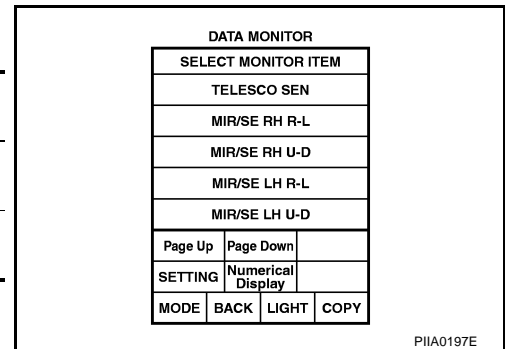 DATA MONITOR
SELECT MONITOR ITEM
TELESCO SEN
MIR/SE RH R-L
MIR/SE RH U-D
MIR/SE LH R-L
MIR/SE LH U-D
Page Up Page Down
SETTING Numerical Display
MODE BACK LIGHT COPY
PIIA0197E